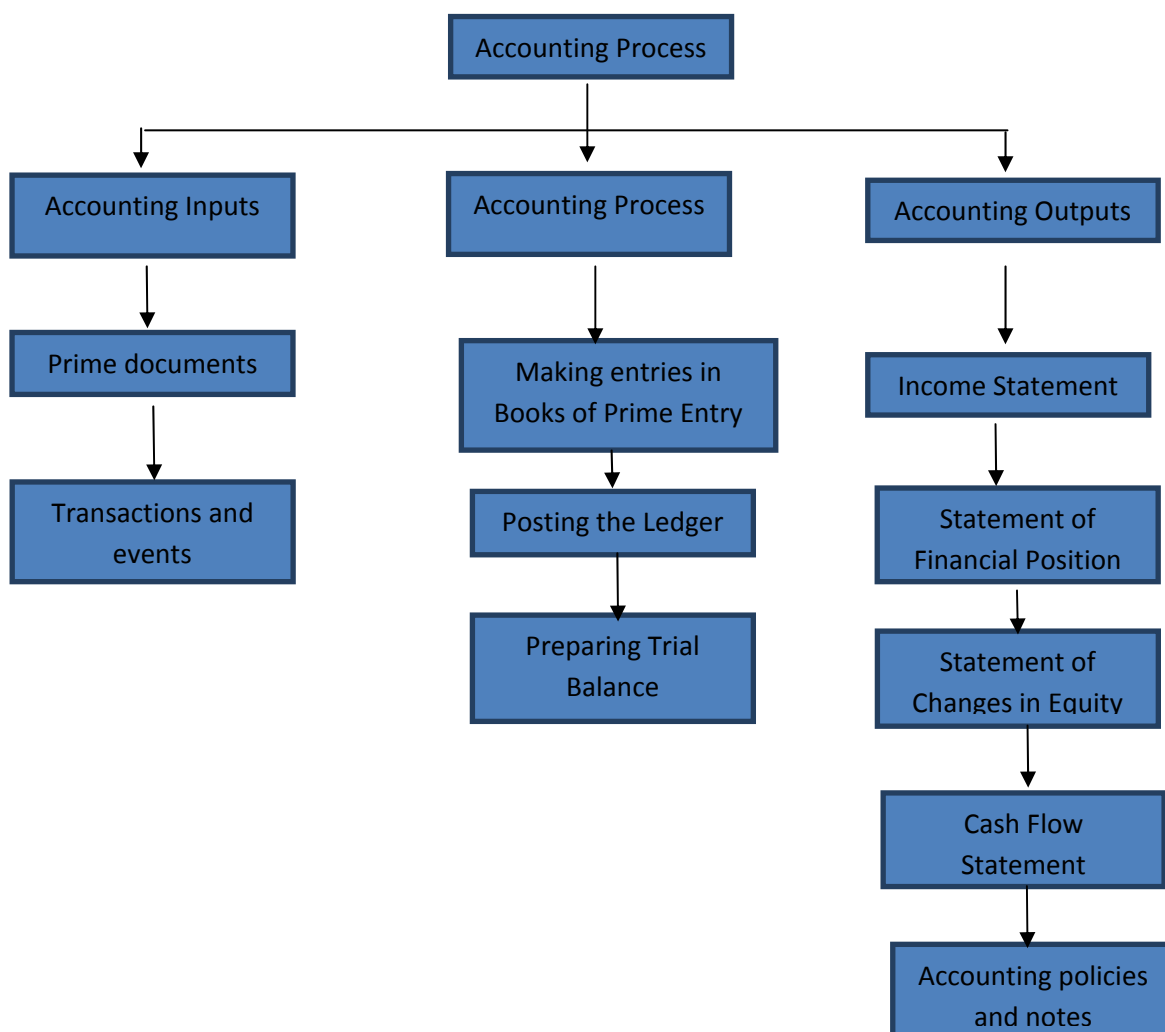 Accounting Process
Accounting Inputs
Accounting Process
Accounting Outputs
Prime documents
Making entries in
Books of Prime Entry
Income Statement
Transactions and
events
Posting the Ledger
Statement of
Financial Position
Preparing Trial
Balance
Statement of
Changes in Equity
Cash Flow
Statement
Accounting policies
and notes